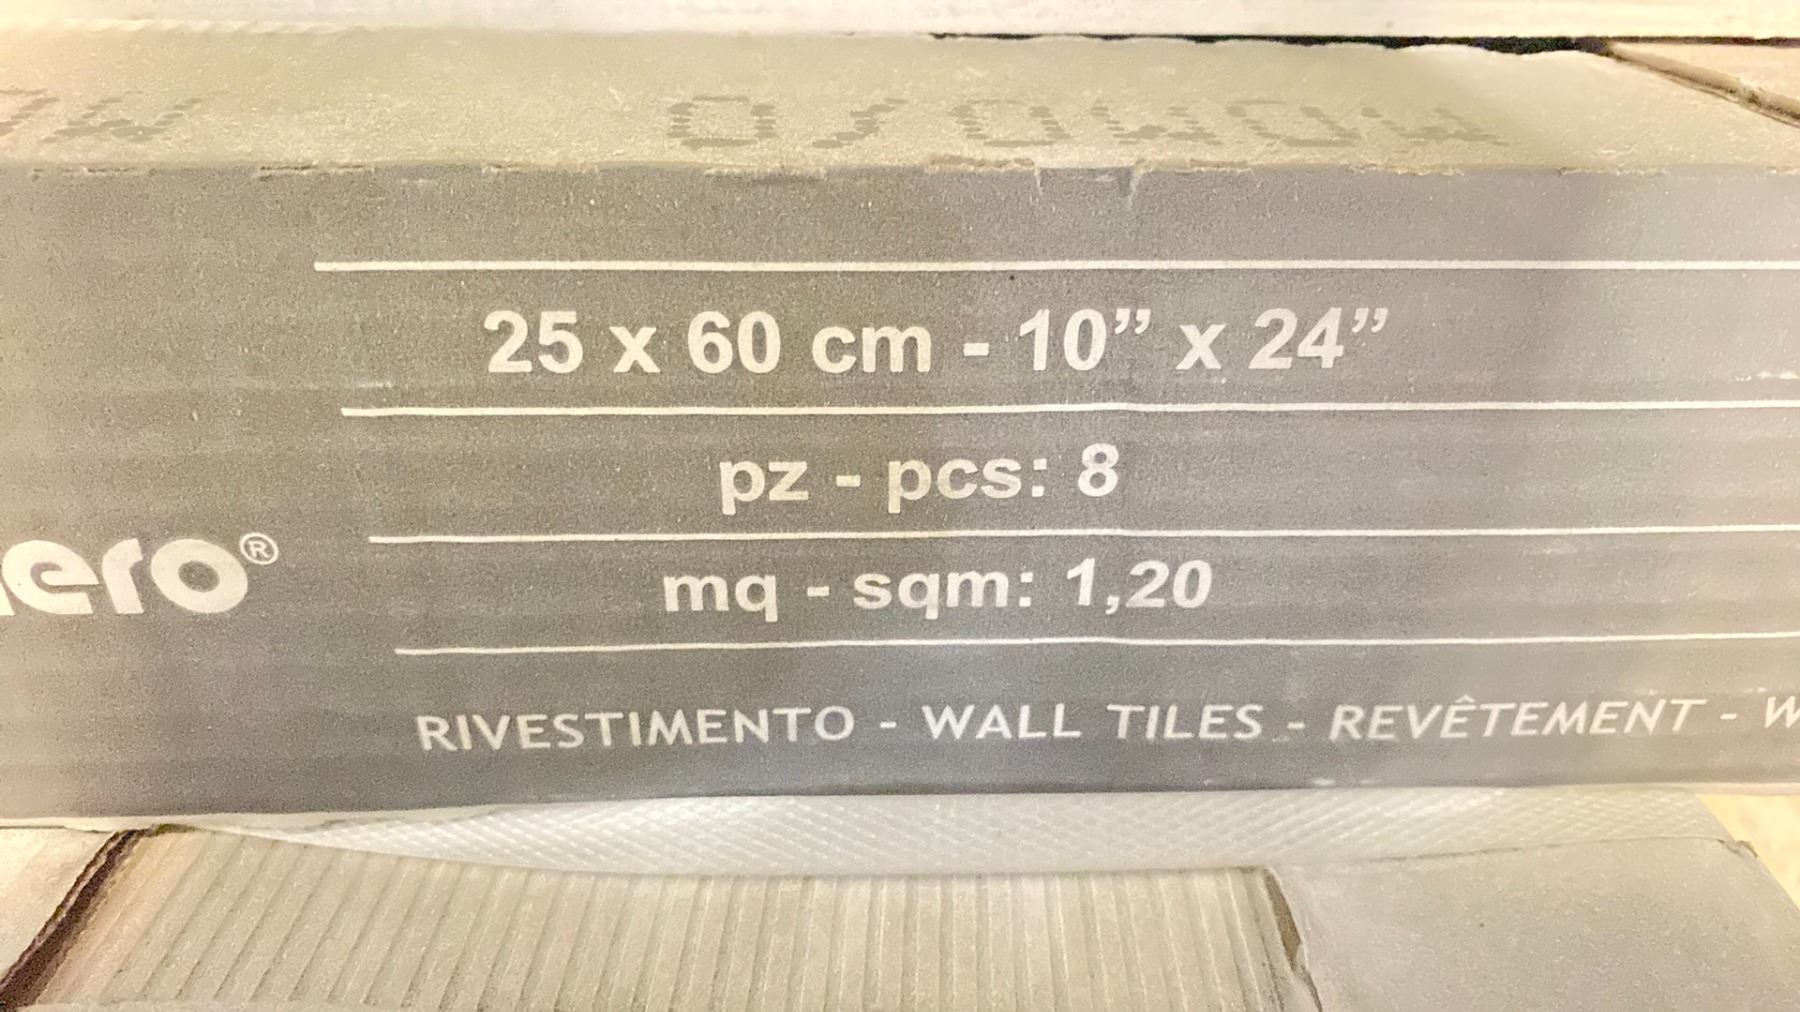 25 x 60 cm - 10” x 24”
pz - pcs: 8
mq - sqm: 1,20
RIVESTIMENTO - WALL TILES - REVÊTEMENT -